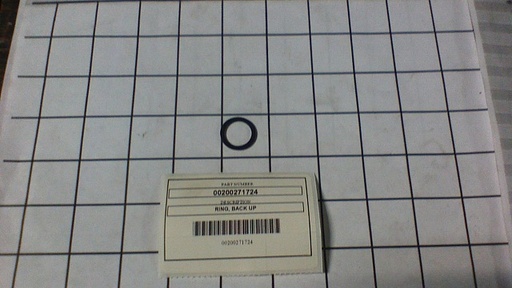 PART NUMBER
00200271724
DESCRIPTION
RING, BACK UP
00200271724